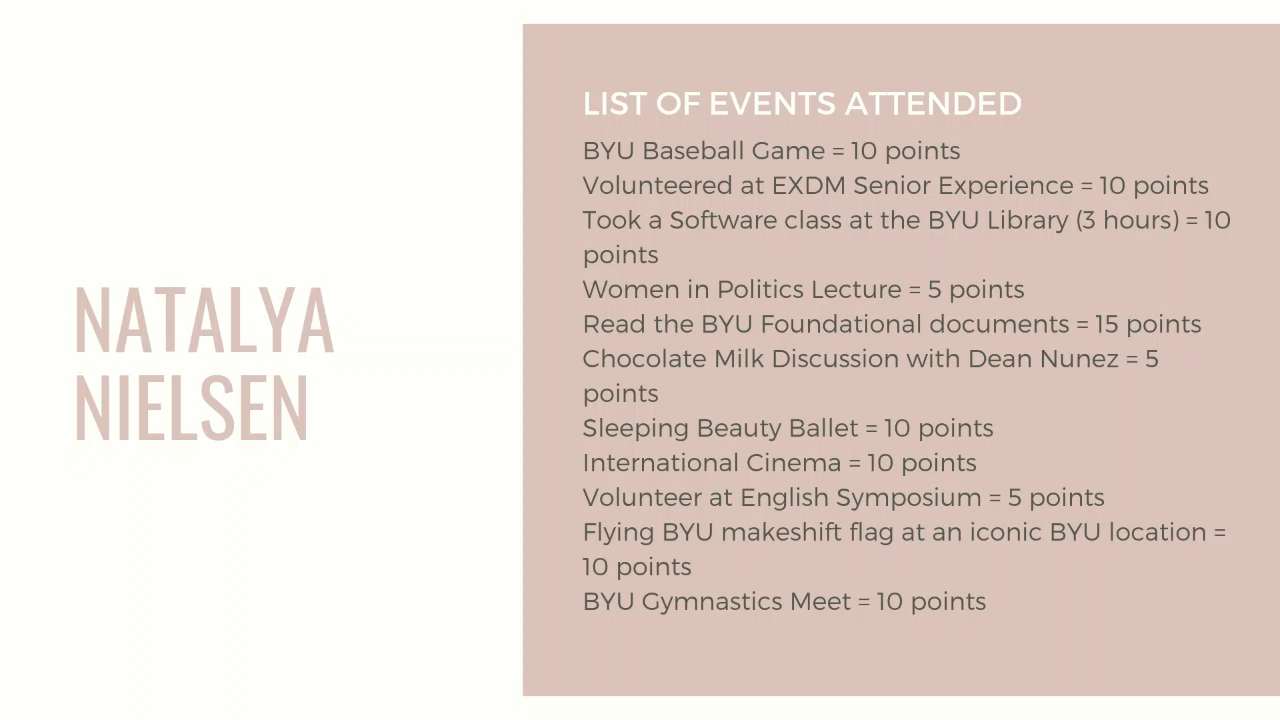 NATALYA
NIELSEN
LIST OF EVENTS ATTENDED
BYU Baseball Game = 10 points
Volunteered at EXDM Senior Experience = 10 points
Took a Software class at the BYU Library (3 hours) = 10
points
Women in Politics Lecture = 5 points
Read the BYU Foundational documents = 15 points
Chocolate Milk Discussion with Dean Nunez = 5
points
Sleeping Beauty Ballet = 10 points
International Cinema = 10 points
Volunteer at English Symposium = 5 points
Flying BYU makeshift flag at an iconic BYU location =
10 points
BYU Gymnastics Meet = 10 points